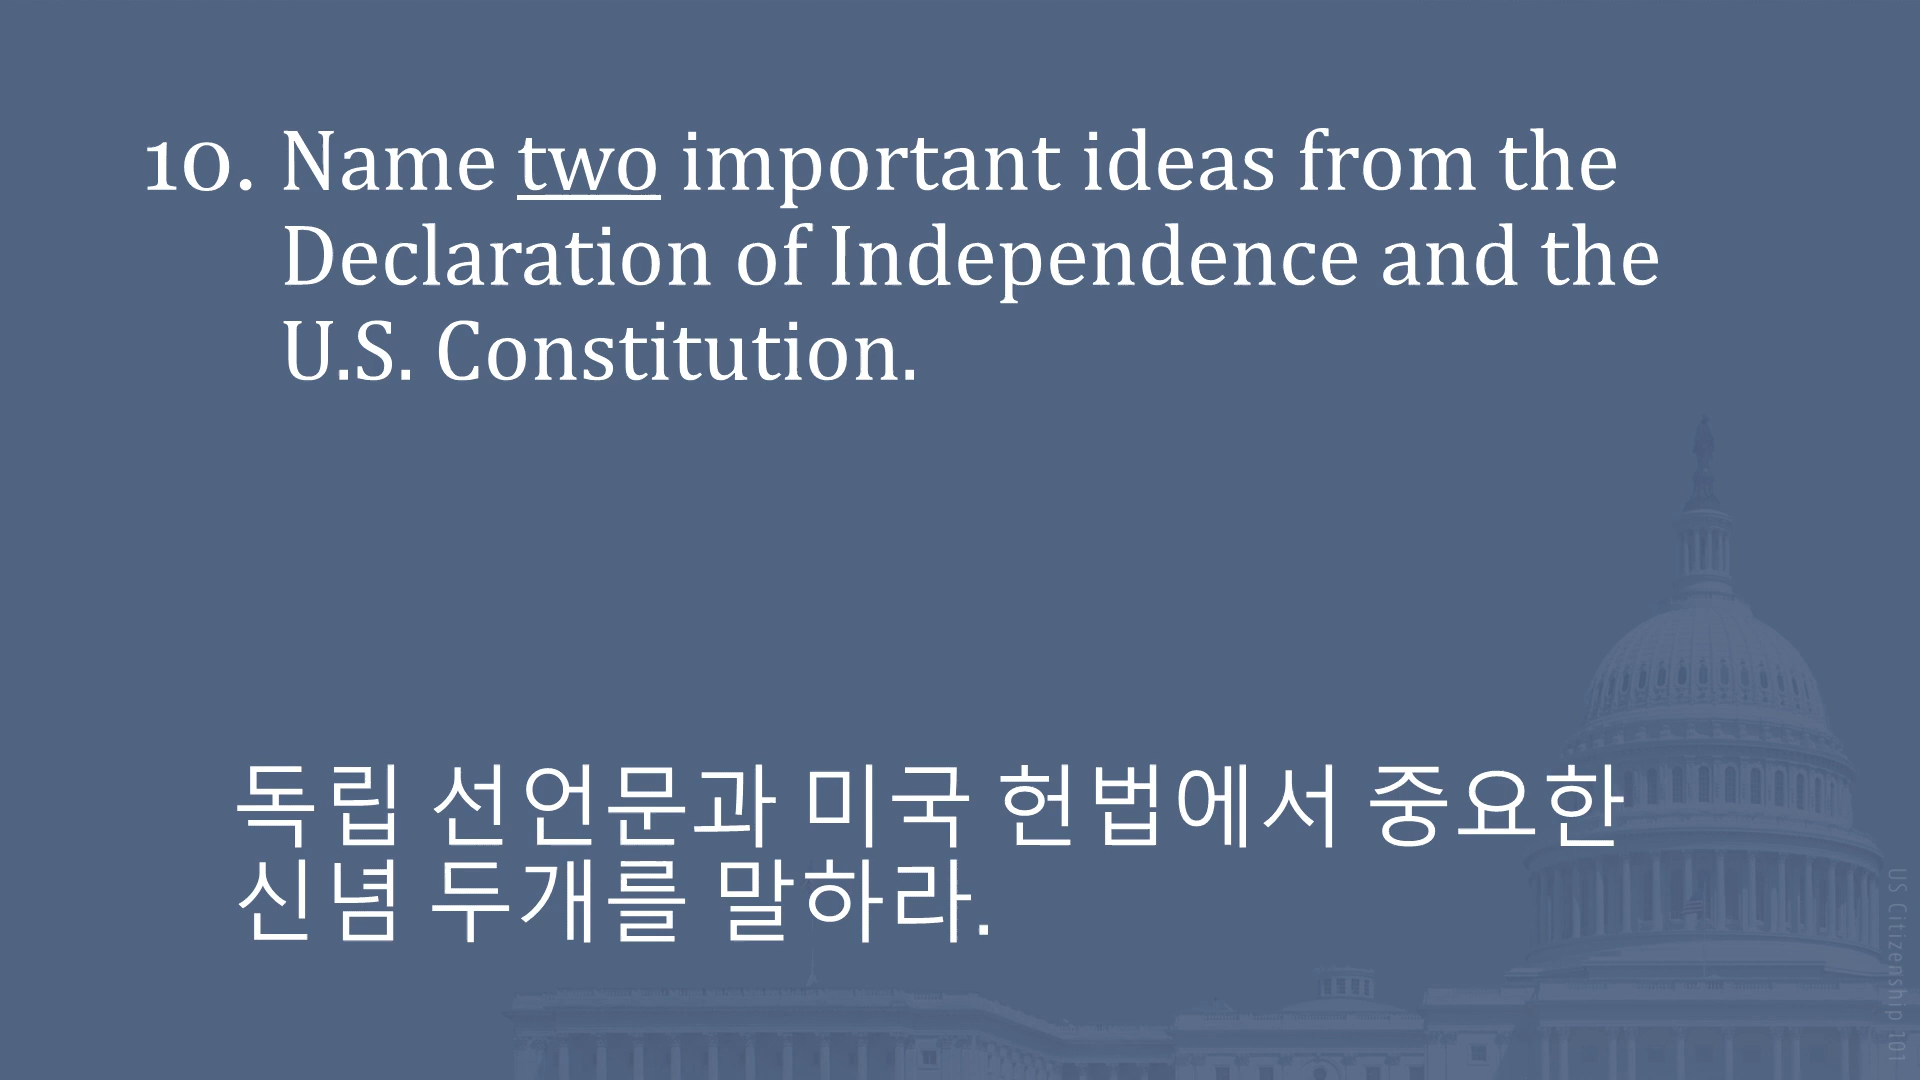 10. Name two important ideas from the
Declaration of Independence and the
U.S. Constitution.
독립 선언문과 미국 헌법에서 중요한
신념 두개를 말하라.
US Citizenship 101